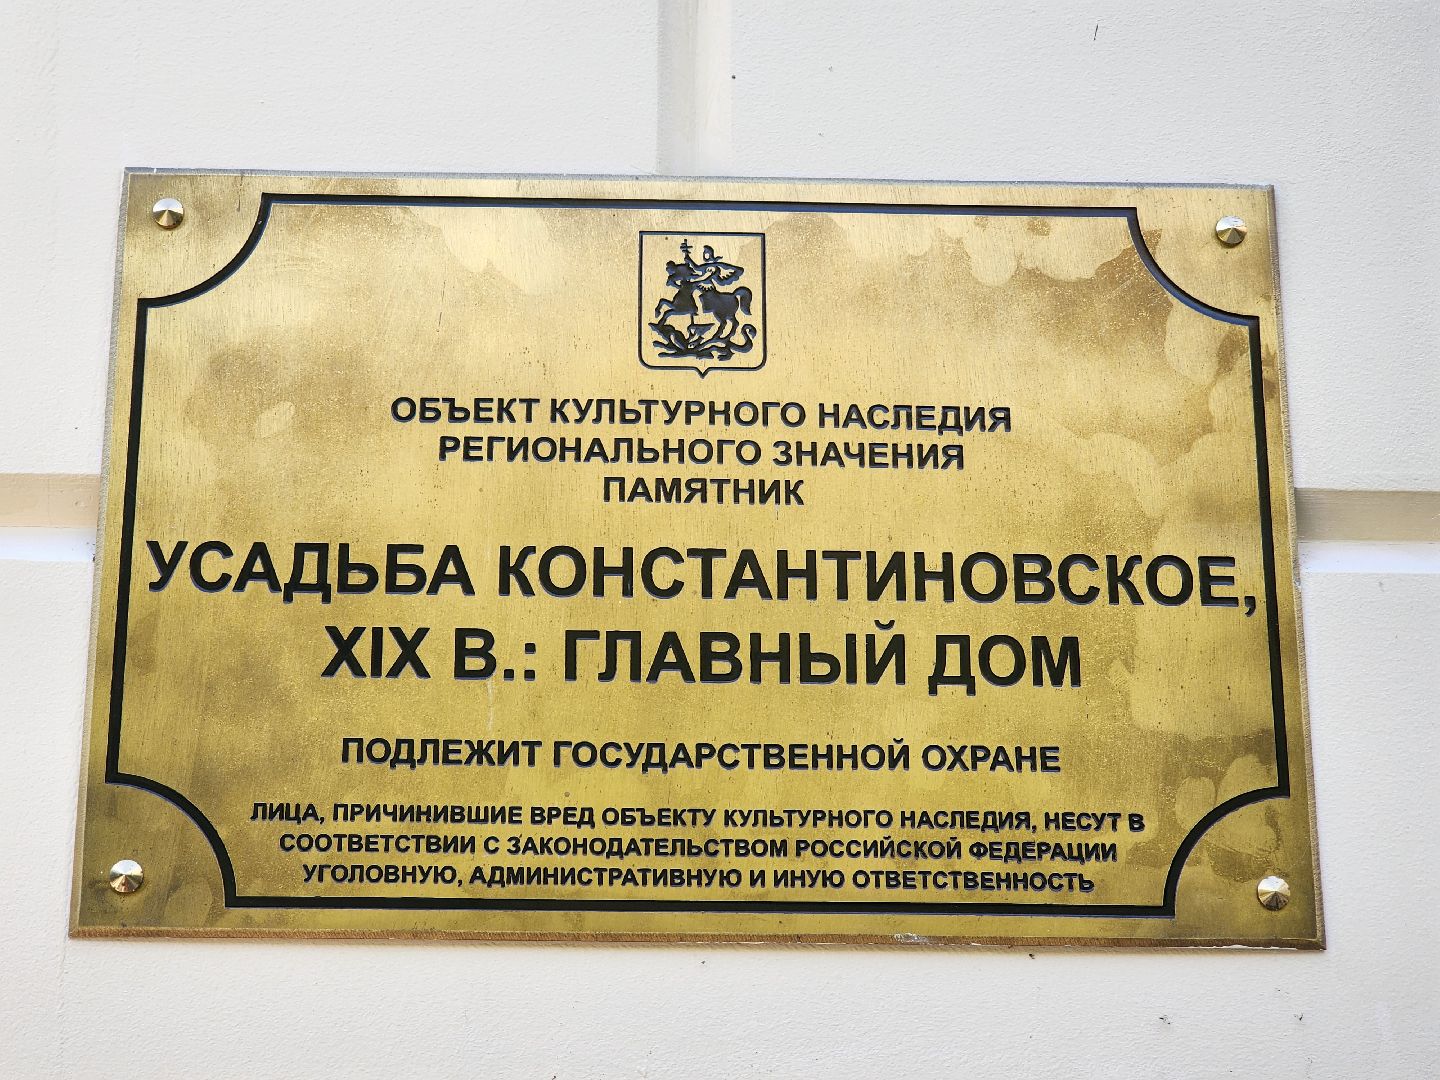 ОБЪЕКТ КУЛЬТУРНОГО НАСЛЕДИЯ
РЕГИОНАЛЬНОГО ЗНАЧЕНИЯ
ПАМЯТНИК
УСАДЬБА КОНСТАНТИНОВСКОЕ,
XIX В.: ГЛАВНЫЙ ДОМ
ПОДЛЕЖИТ ГОСУДАРСТВЕННОЙ ОХРАНЕ
ЛИЦА, ПРИЧИНИВШИЕ ВРЕД ОБЪЕКТУ КУЛЬТУРНОГО НАСЛЕДИЯ, НЕСУТ В
СООТВЕТСТВИИ С ЗАКОНОДАТЕЛЬСТВОМ РОССИЙСКОЙ ФЕДЕРАЦИИ
УГОЛОВНУЮ, АДМИНИСТРАТИВНУЮ И ИНУЮ ОТВЕТСТВЕННОСТЬ